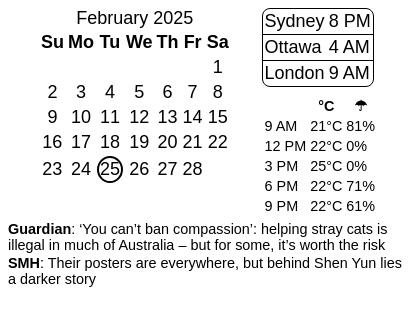 February 2025
Su Mo Tu We Th Fr Sa
1
2 3 4 5 6 7 8
9 10 11 12 13 14 15
16 17 18 19 20 21 22
23 24 25 26 27 28
Sydney 8 PM
Ottawa 4 AM
London 9 AM
°C ☂
9 AM 21°C 81%
12 PM 22°C 0%
3 PM 25°C 0%
6 PM 22°C 71%
9 PM 22°C 61%
Guardian: ‘You can’t ban compassion’: helping stray cats is
illegal in much of Australia – but for some, it’s worth the risk
SMH: Their posters are everywhere, but behind Shen Yun lies
a darker story